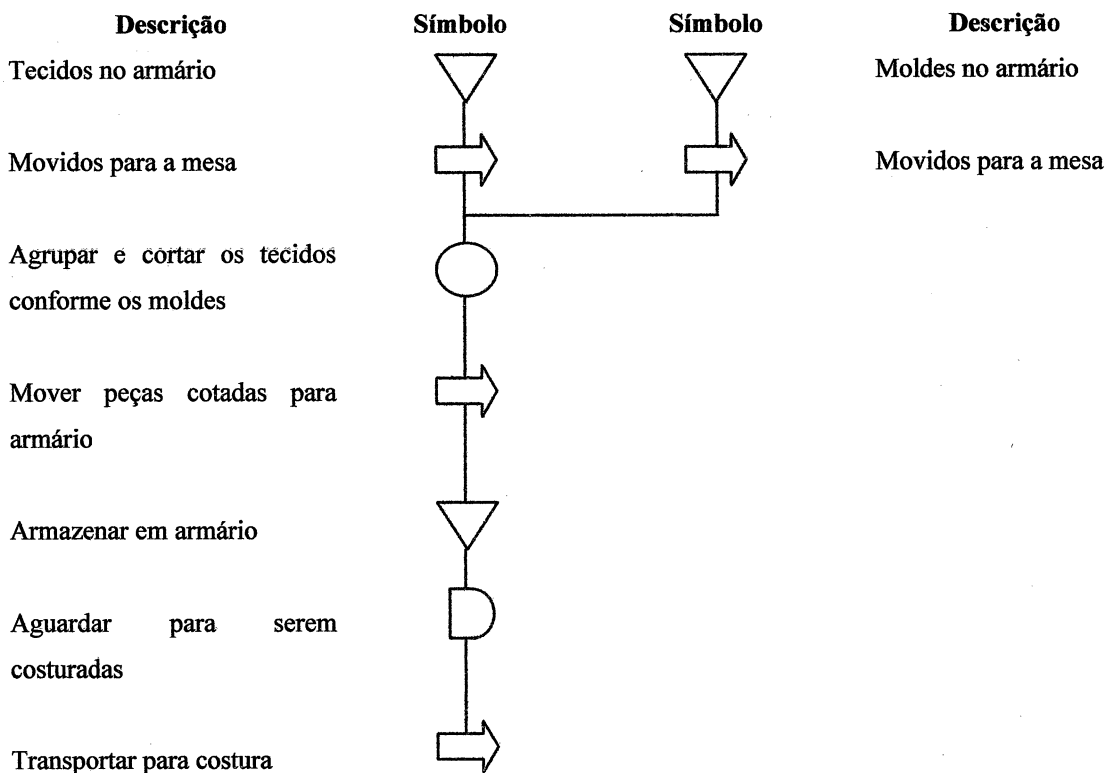 Descrição Símbolo Símbolo Descrição
Tecidos no armário Moldes no armário
Movidos para a mesa Movidos para a mesa
Agrupar e cortar os tecidos
conforme os moldes
Mover peças cotadas para
armário
Armazenar em armário
Aguardar para serem
costuradas
Transportar para costura